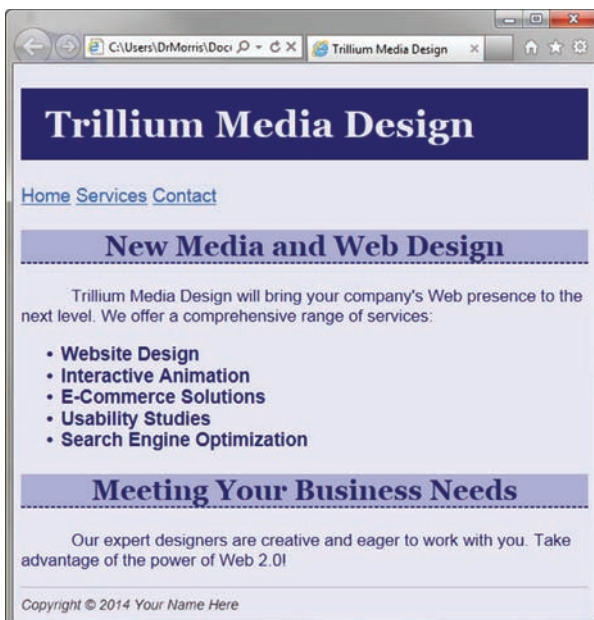 C:\Users\DrMorris\Doci
Trillium Media Design
Trillium Media Design
Home Services Contact
New Media and Web Design
Trillium Media Design will bring your company's Web presence to the
next level. We offer a comprehensive range of services:
• Website Design
• Interactive Animation
• E-Commerce Solutions
• Usability Studies
• Search Engine Optimization
Meeting Your Business Needs
Our expert designers are creative and eager to work with you. Take
advantage of the power of Web 2.0!
Copyright © 2014 Your Name Here